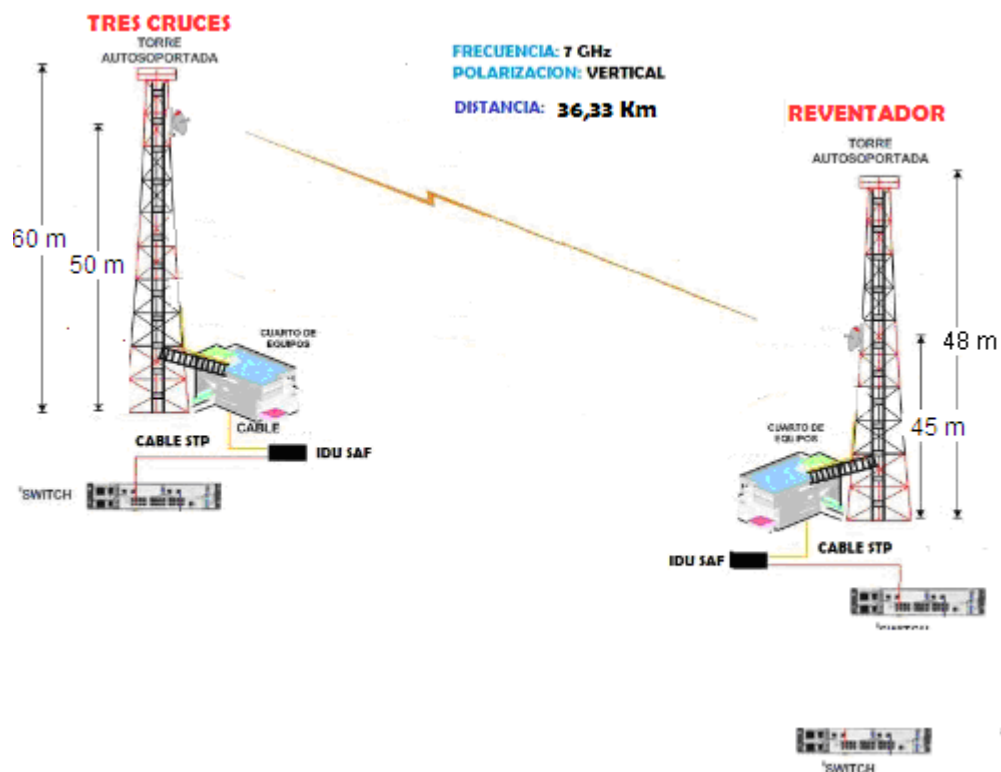 TRES CRUCES
TORRE
AUTOSOPORTADA
FRECUENCIA: 7 GHz
POLARIZACION: VERTICAL
DISTANCIA: 36,33 Km
REVENTADOR
TORRE
AUTOSOPORTADA
60 m
50 m
CUARTO DE
EQUIPOS
CABLE
CABLE STP
IDU SAF
SWITCH
48 m
45 m
CUARTO DE
EQUIPOS
CABLE STP
IDU SAF
SWITCH
SWITCH